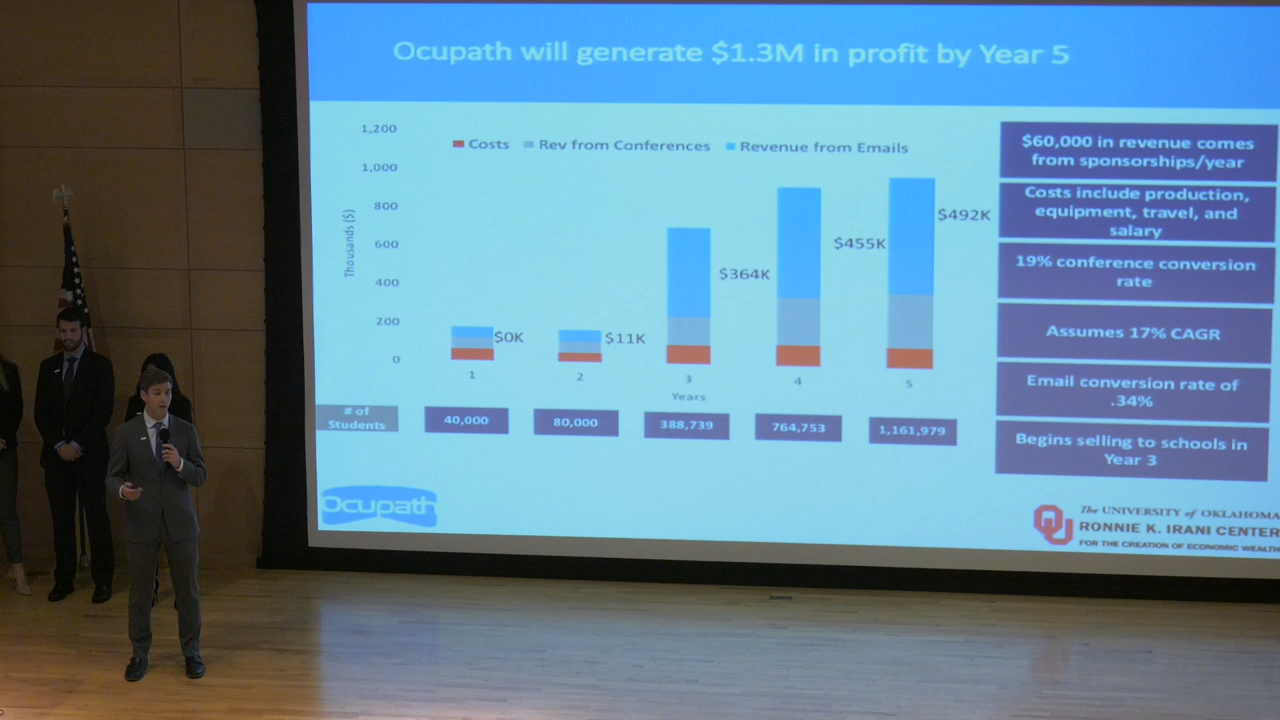 Ocupath will generate $1.3M in profit by Year 5
1,200
1,000
800
600
400
200
0
Thousands ($)
Costs Rev from Conferences Revenue from Emails
$0K
$11K
$364K
$455K
$492K
1 2 3 4 5
Years
# of
Students
40,000 80,000 388,739 764,753 1,161,979
$60,000 in revenue comes
from sponsorships/year
Costs include production,
equipment, travel, and
salary
19% conference conversion
rate
Assumes 17% CAGR
Email conversion rate of
.34%
Begins selling to schools in
Year 3
Ocupath
The UNIVERSITY of OKLAHOMA
RONNIE K. IRANI CENTER
FOR THE CREATION OF ECONOMIC WEALTH